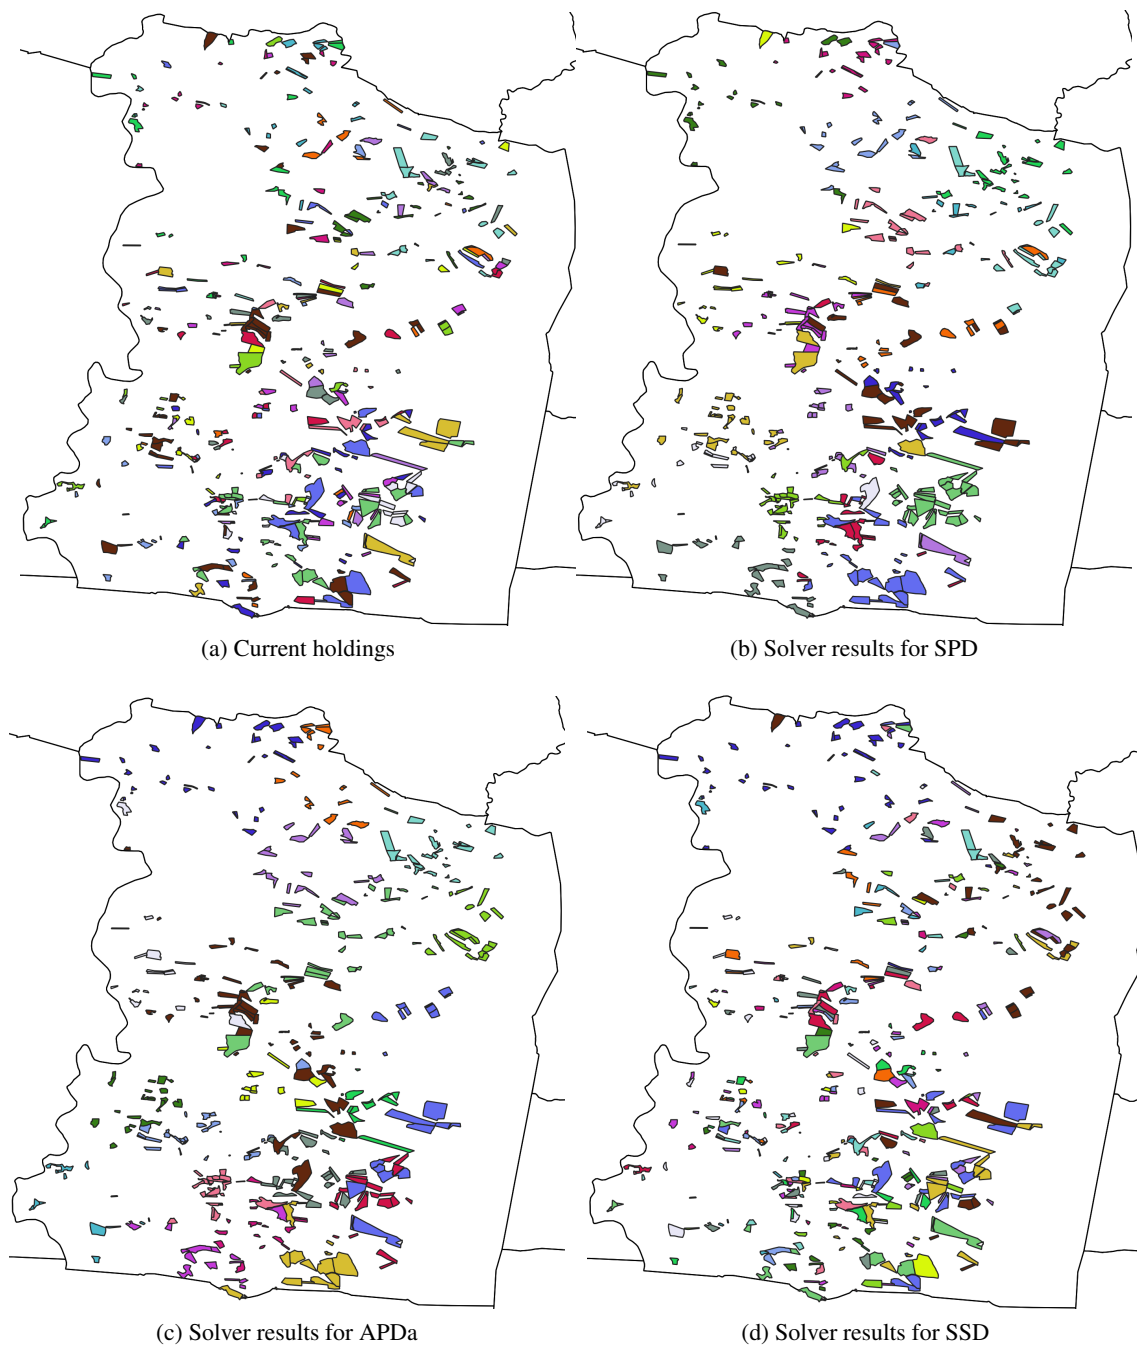 (a) Current holdings
(b) Solver results for SPD
(c) Solver results for APDa
(d) Solver results for SSD